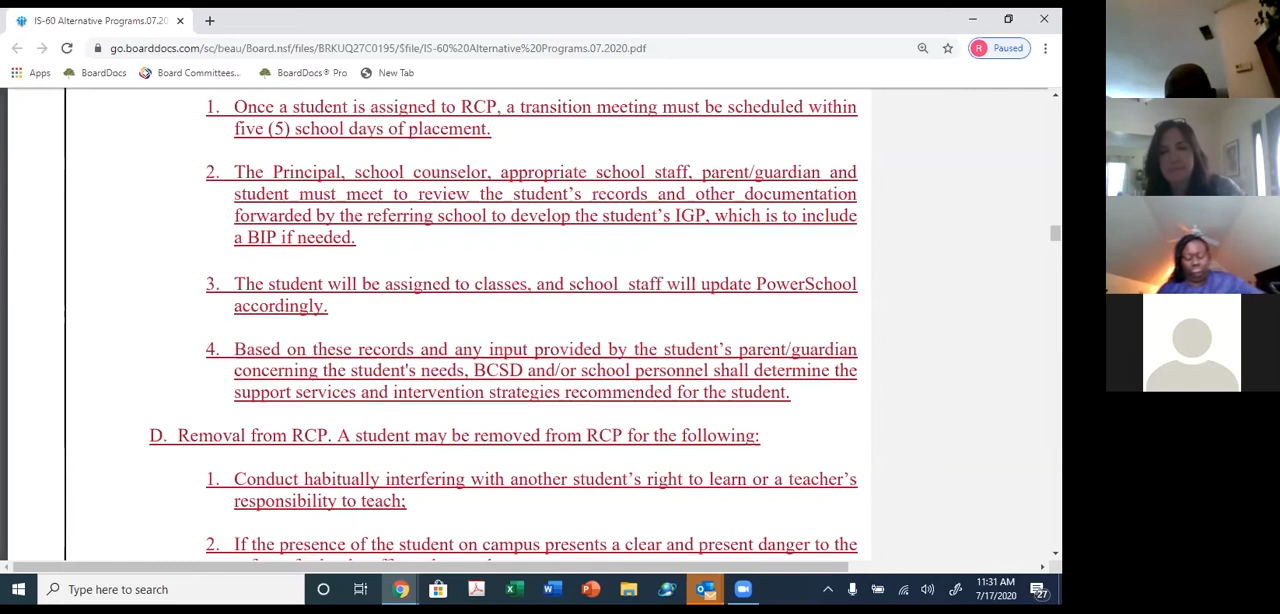 IS-60 Alternative Programs.07.20
go.boarddocs.com/sc/beau/Board.nsf/files/BRKUQ27C0195/$file/IS-60%20Alternative%20Programs.07.2020.pdf
R Paused
Apps BoardDocs Board Committees... BoardDocs® Pro New Tab
1. Once a student is assigned to RCP, a transition meeting must be scheduled within
five (5) school days of placement.
2. The Principal, school counselor, appropriate school staff, parent/guardian and
student must meet to review the student's records and other documentation
forwarded by the referring school to develop the student's IGP, which is to include
a BIP if needed.
3. The student will be assigned to classes, and school staff will update PowerSchool
accordingly.
4. Based on these records and any input provided by the student's parent/guardian
concerning the student's needs, BCSD and/or school personnel shall determine the
support services and intervention strategies recommended for the student.
D. Removal from RCP. A student may be removed from RCP for the following:
1. Conduct habitually interfering with another student's right to learn or a teacher's
responsibility to teach;
2. If the presence of the student on campus presents a clear and present danger to the
Type here to search
11:31 AM
7/17/2020
27